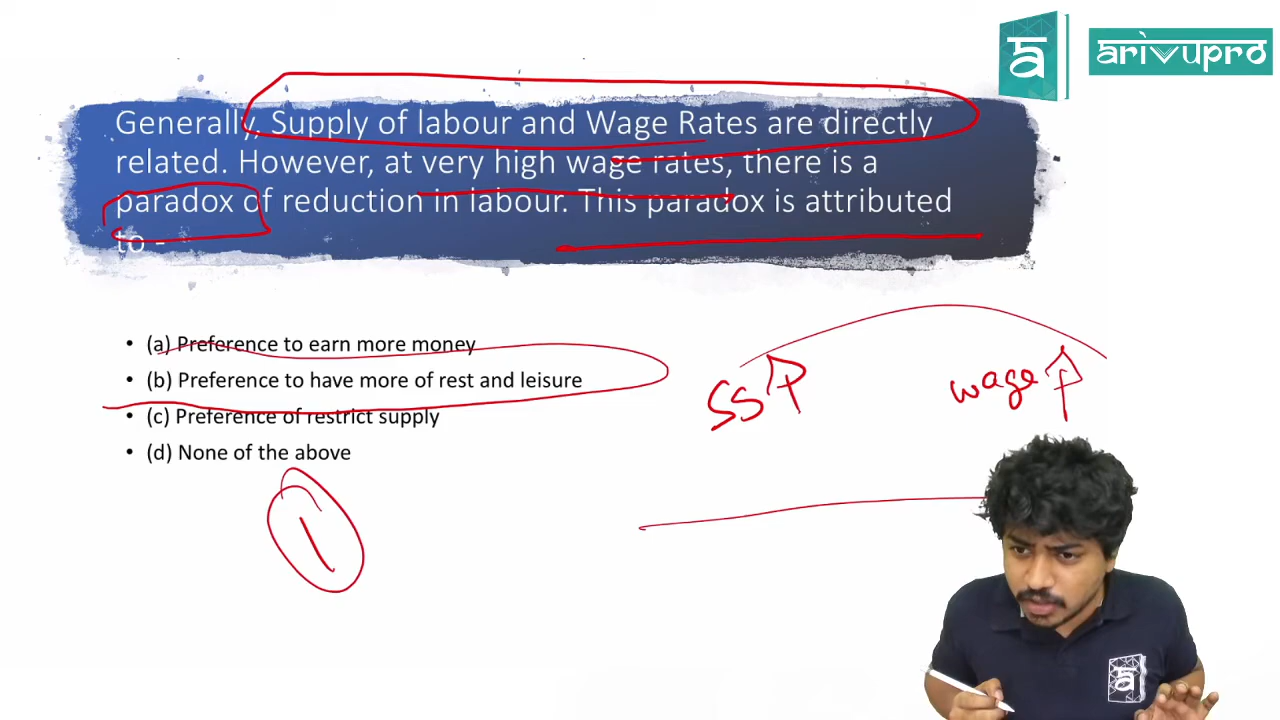 arivupro
Generally, Supply of labour and Wage Rates are directly
related. However, at very high wage rates, there is a
paradox of reduction in labour. This paradox is attributed
to -
• (a) Preference to earn more money
• (b) Preference to have more of rest and leisure
• (c) Preference of restrict supply
• (d) None of the above
SS↑ wage↑
1